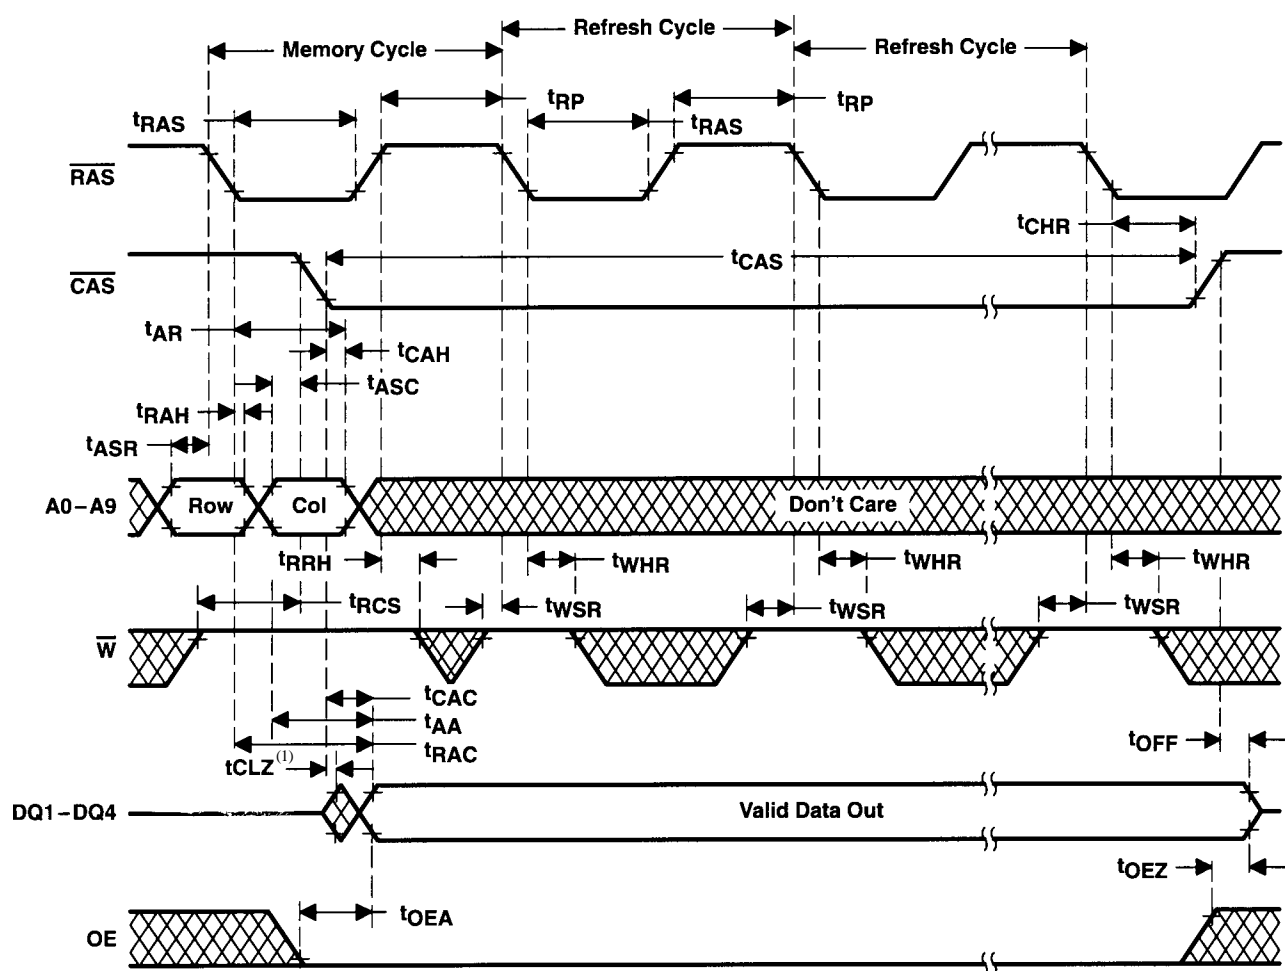 Refresh Cycle
Memory Cycle
Refresh Cycle
tRP
tRP
tRAS
tRAS
RAS
tCHR
tCAS
CAS
tAR
tCAH
tASC
tRAH
tASR
A0–A9
Row
Col
Don't Care
tRRH
tWHR
tWHR
tWHR
tRCS
tWSR
tWSR
tWSR
W
tCAC
tAA
tRAC
tOFF
tCLZ(1)
DQ1–DQ4
Valid Data Out
tOEZ
tOEA
OE